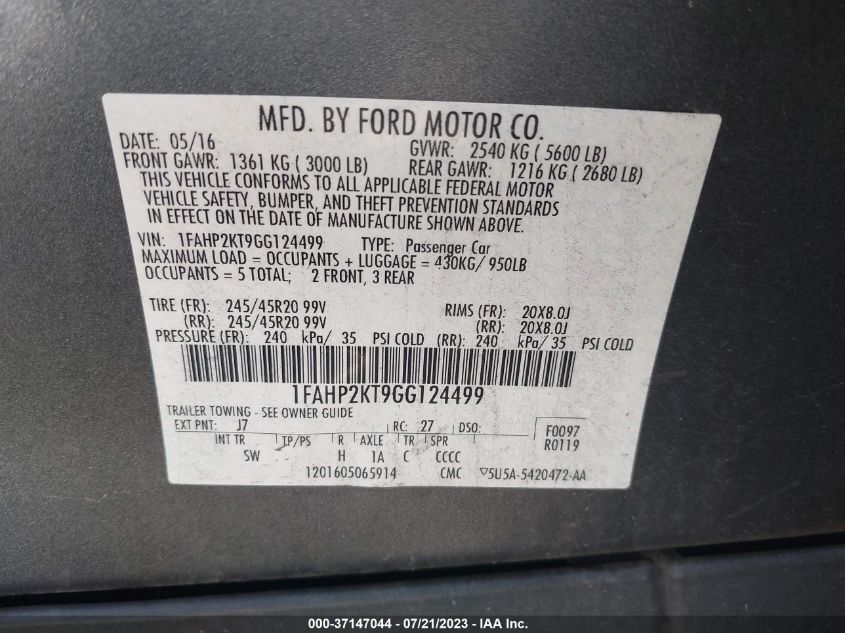 MFD. BY FORD MOTOR CO.
DATE: 05/16 GVWR: 2540 KG ( 5600 LB)
FRONT GAWR: 1361 KG ( 3000 LB) REAR GAWR: 1216 KG ( 2680 LB)
THIS VEHICLE CONFORMS TO ALL APPLICABLE FEDERAL MOTOR
VEHICLE SAFETY, BUMPER, AND THEFT PREVENTION STANDARDS
IN EFFECT ON THE DATE OF MANUFACTURE SHOWN ABOVE.
VIN: 1FAHP2KT9GG124499 TYPE: Passenger Car
MAXIMUM LOAD = OCCUPANTS + LUGGAGE = 430KG/ 950LB
OCCUPANTS = 5 TOTAL; 2 FRONT, 3 REAR
TIRE (FR): 245/45R20 99V RIMS (FR): 20X8.0J
(RR): 245/45R20 99V (RR): 20X8.0J
PRESSURE (FR): 240 kPa/ 35 PSI COLD (RR): 240 kPa/ 35 PSI COLD
1FAHP2KT9GG124499
TRAILER TOWING - SEE OWNER GUIDE
EXT PNT: J7 RC: 27 DSO: F0097
INT TR TP/PS R AXLE TR SPR R0119
SW H 1A C CCCC
1201605065914 CMC 5U5A-5420472-AA
000-37147044 / 07/21/2023 - IAA Inc.